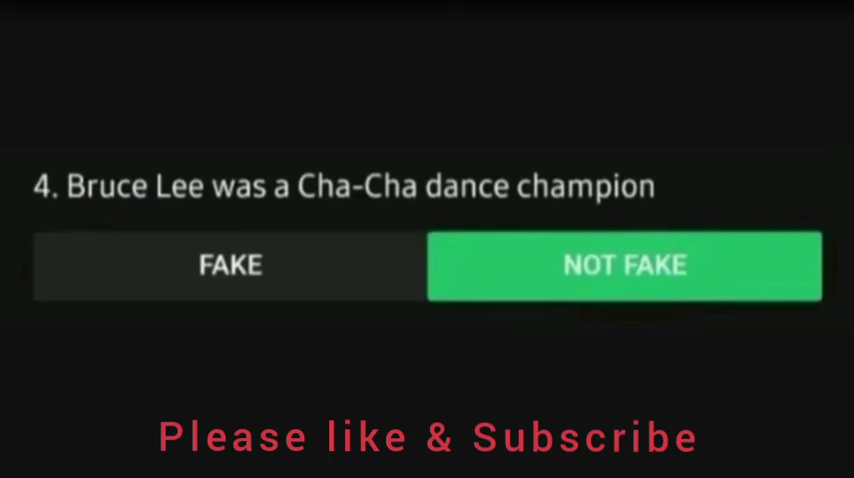 4. Bruce Lee was a Cha-Cha dance champion
FAKE NOT FAKE
Please like & Subscribe